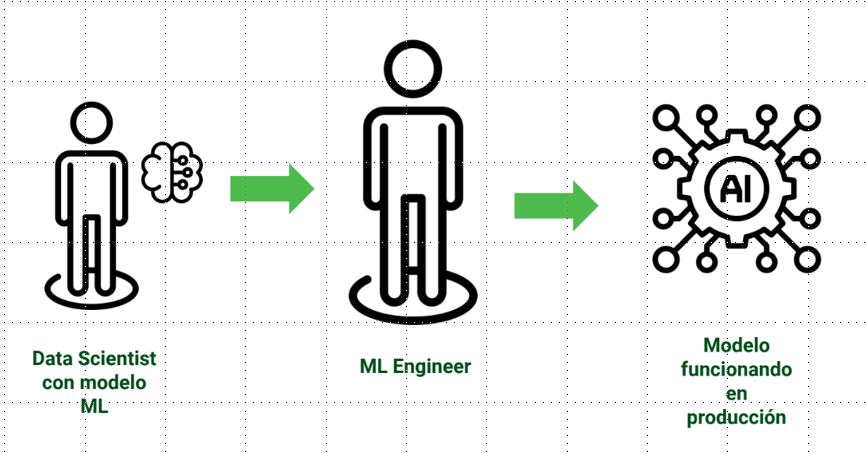 AI
Data Scientist
con modelo
ML
ML Engineer
Modelo
funcionando
en
producción